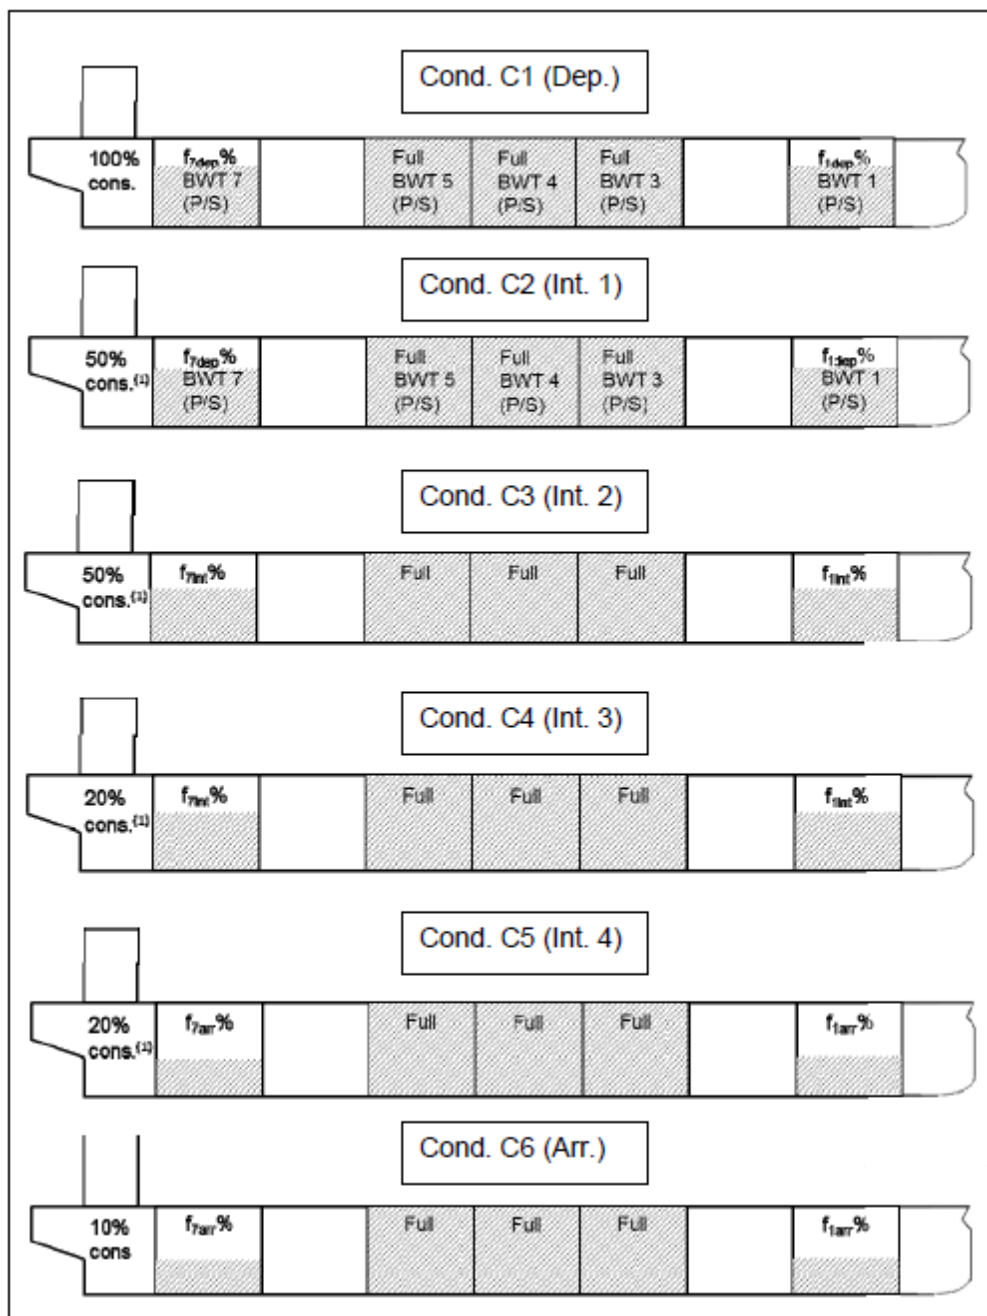 Cond. C1 (Dep.)
100% cons.
f7dep% BWT 7 (P/S)
Full BWT 5 (P/S)
Full BWT 4 (P/S)
Full BWT 3 (P/S)
f1dep% BWT 1 (P/S)
Cond. C2 (Int. 1)
50% cons.(1)
f7dep% BWT 7 (P/S)
Full BWT 5 (P/S)
Full BWT 4 (P/S)
Full BWT 3 (P/S)
f1dep% BWT 1 (P/S)
Cond. C3 (Int. 2)
50% cons.(1)
f7int%
Full
Full
Full
f1int%
Cond. C4 (Int. 3)
20% cons.(1)
f7int%
Full
Full
Full
f1int%
Cond. C5 (Int. 4)
20% cons.(1)
f7arr%
Full
Full
Full
f1arr%
Cond. C6 (Arr.)
10% cons
f7arr%
Full
Full
Full
f1arr%